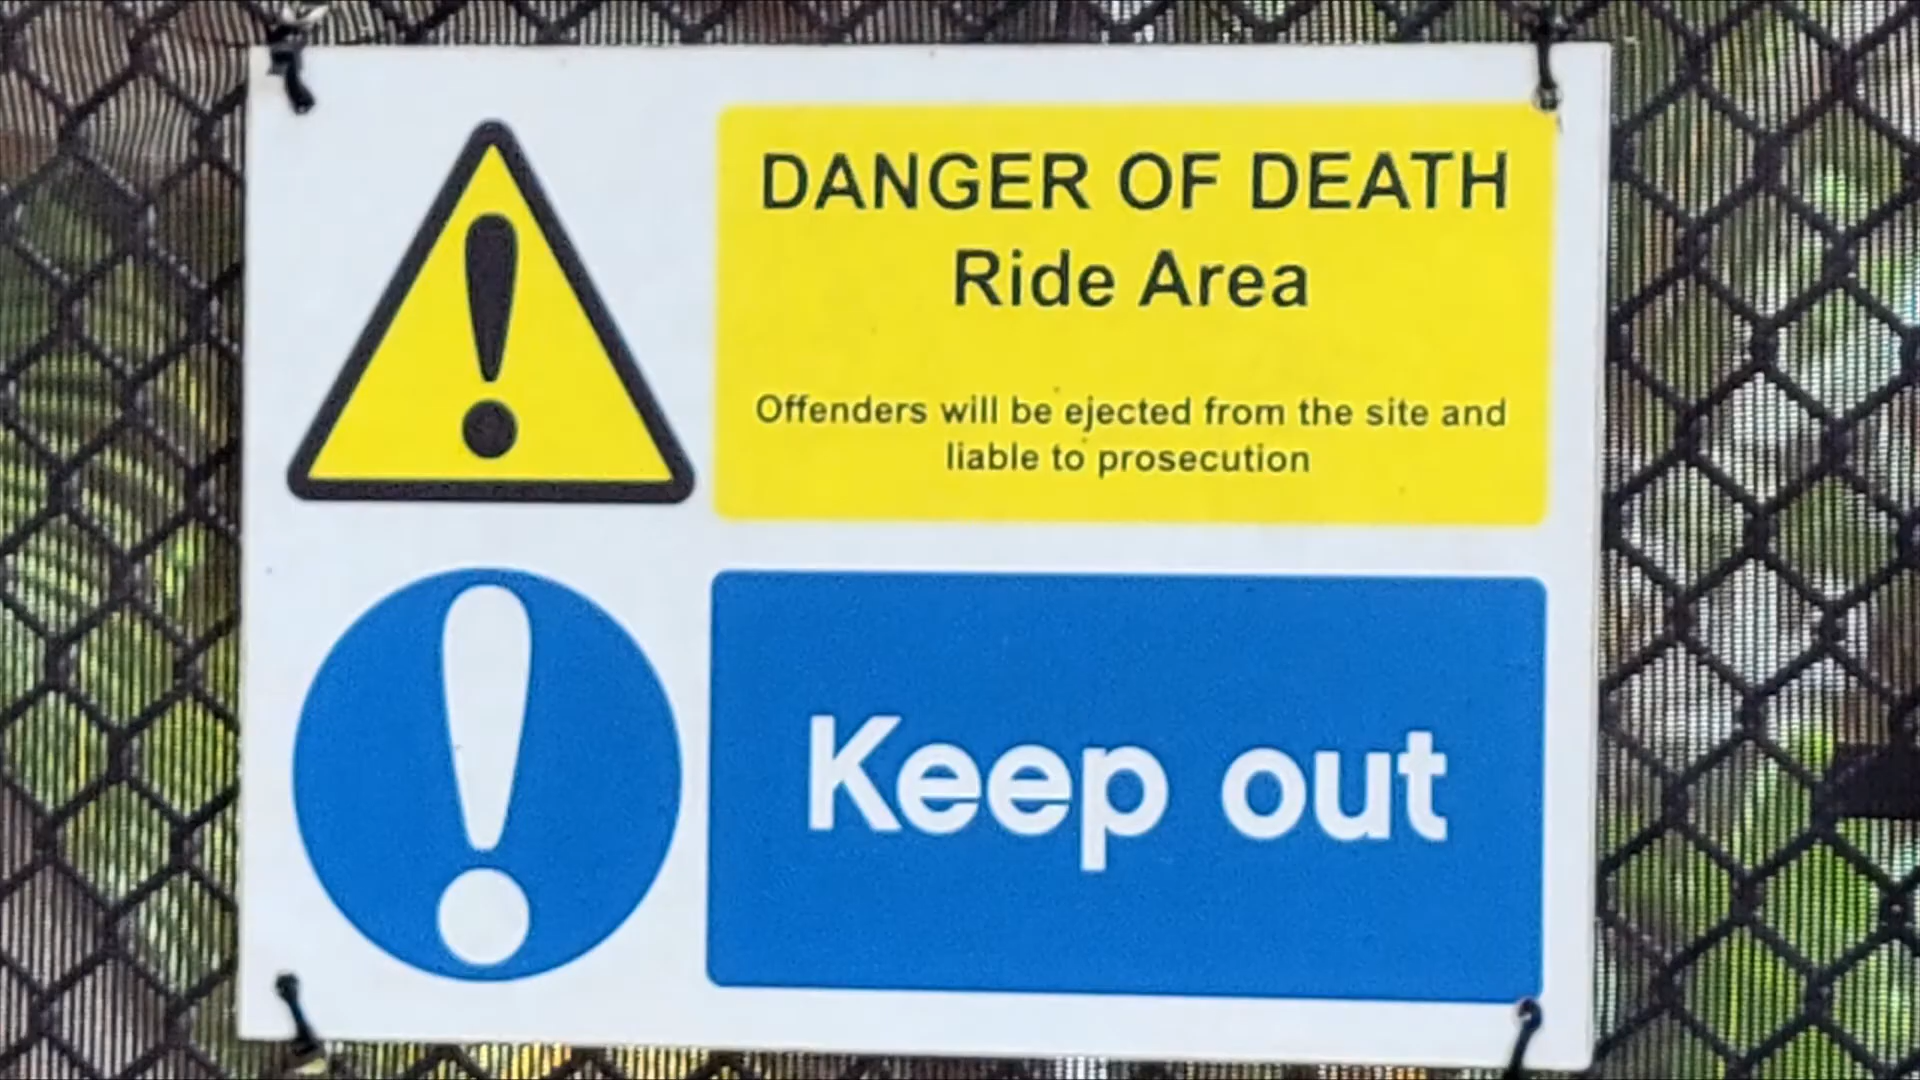 DANGER OF DEATH
Ride Area
Offenders will be ejected from the site and
liable to prosecution
Keep out